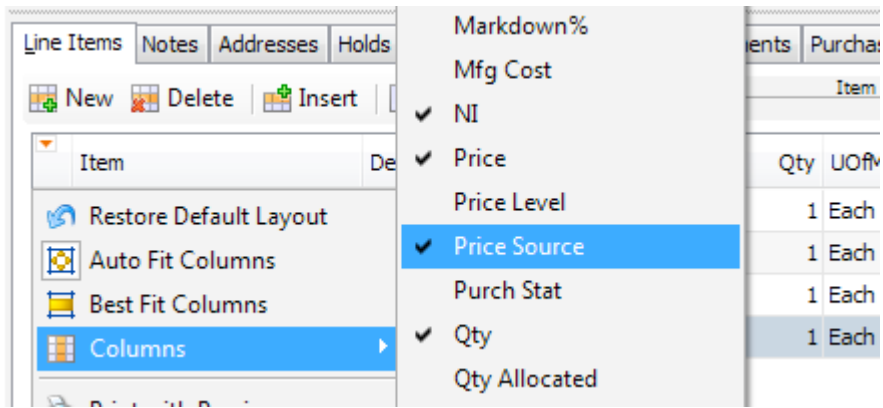 Markdown%
Line Items Notes Addresses Holds
Purchas
Mfg Cost
Item
New Delete Insert
NI
Item
Price
Qty UOfM
Price Level
1 Each
Restore Default Layout
Price Source
1 Each
Auto Fit Columns
Purch Stat
1 Each
Best Fit Columns
Qty
1 Each
Columns
Qty Allocated